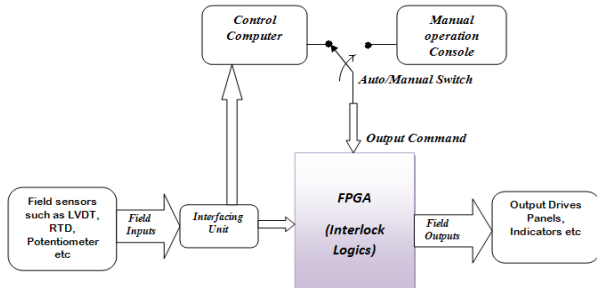 Control
Computer
Manual
operation
Console
Auto/Manual Switch
Output Command
Field sensors
such as LVDT,
RTD,
Potentiometer
etc
Field
Inputs
Interfacing
Unit
FPGA
(Interlock
Logics)
Field
Outputs
Output Drives
Panels,
Indicators etc